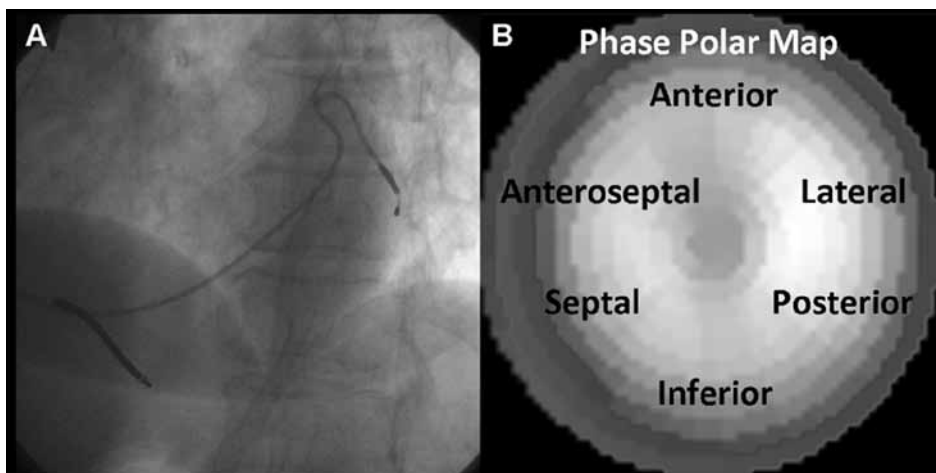 A
B
Phase Polar Map
Anterior
Anteroseptal
Lateral
Septal
Posterior
Inferior